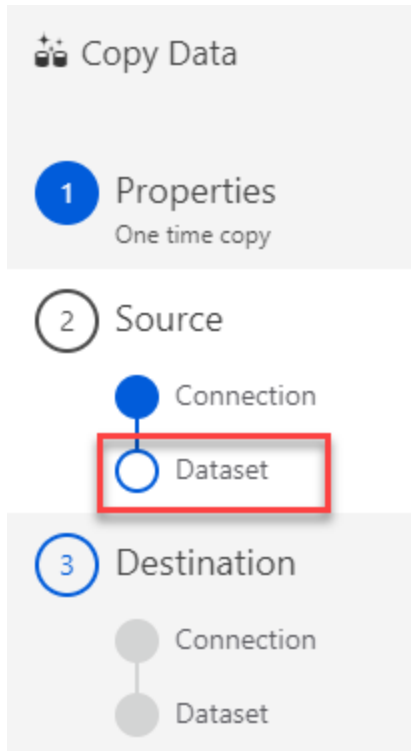 Copy Data
1 Properties
One time copy
2 Source
Connection
Dataset
3 Destination
Connection
Dataset